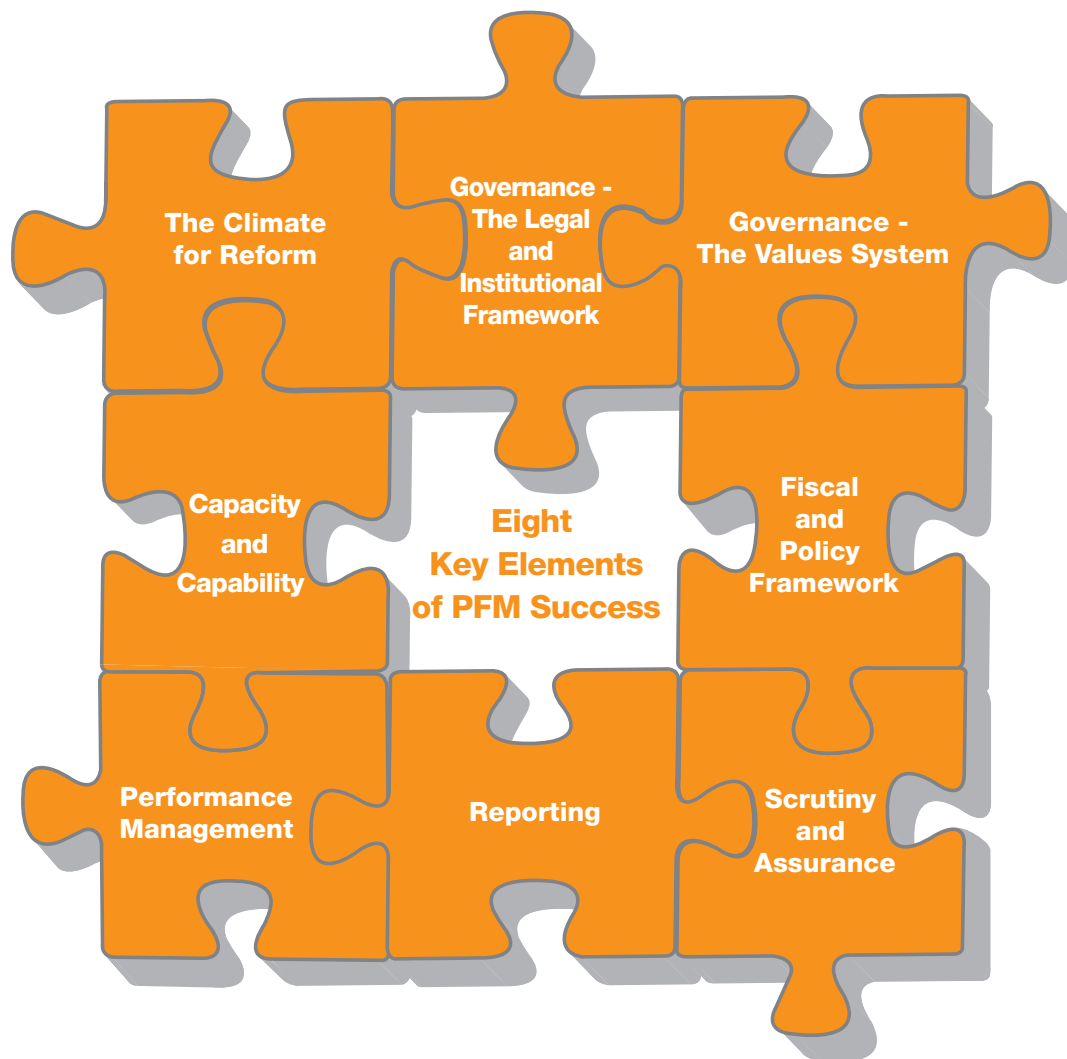 The Climate
for Reform
Governance -
The Legal
and
Institutional
Framework
Governance -
The Values System
Capacity
and
Capability
Eight
Key Elements
of PFM Success
Fiscal
and
Policy
Framework
Performance
Management
Reporting
Scrutiny
and
Assurance